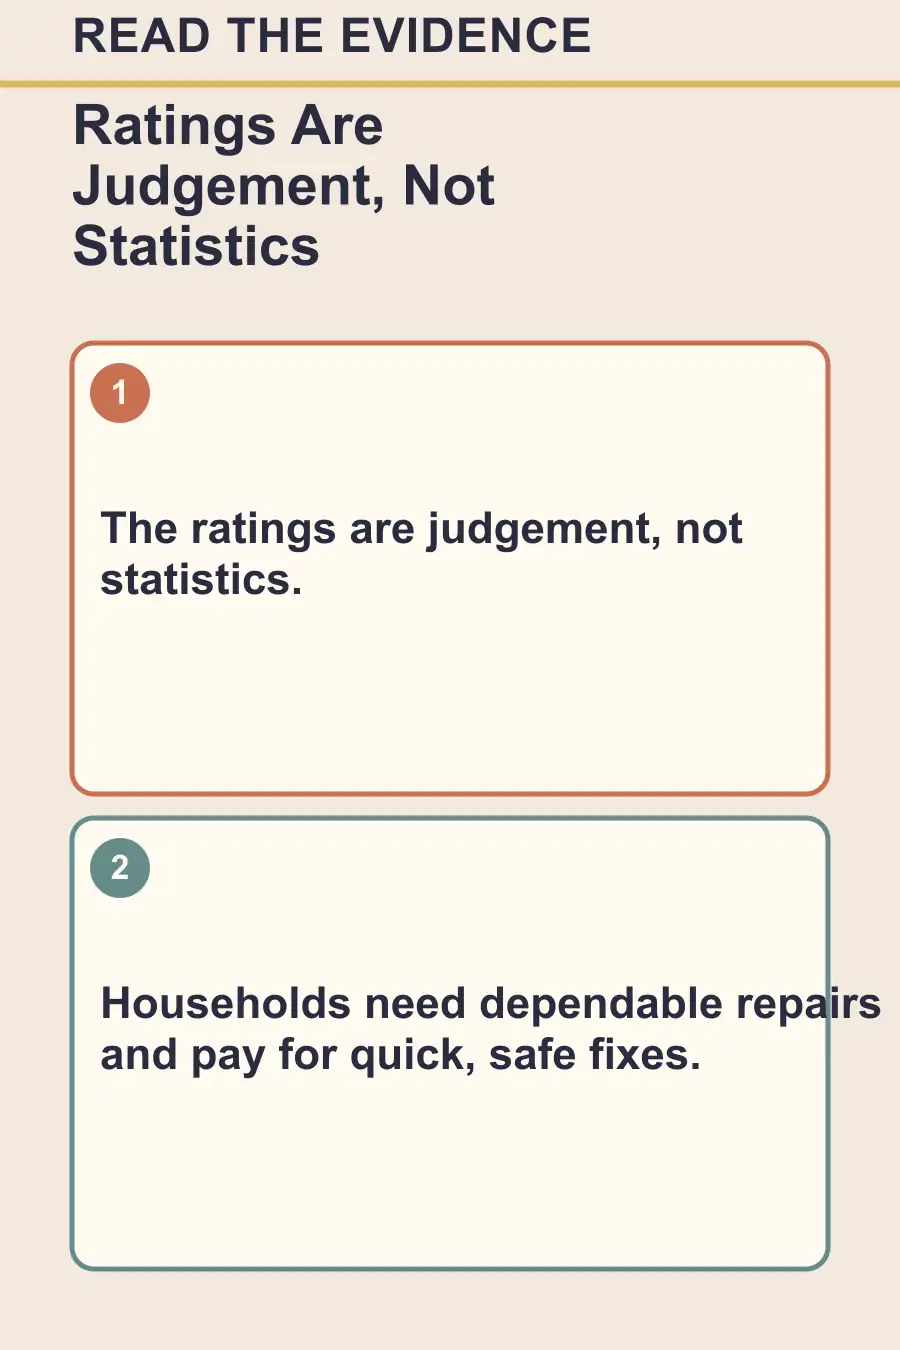 READ THE EVIDENCE
Ratings Are
Judgement, Not
Statistics
1
The ratings are judgement, not
statistics.
2
Households need dependable repairs
and pay for quick, safe fixes.